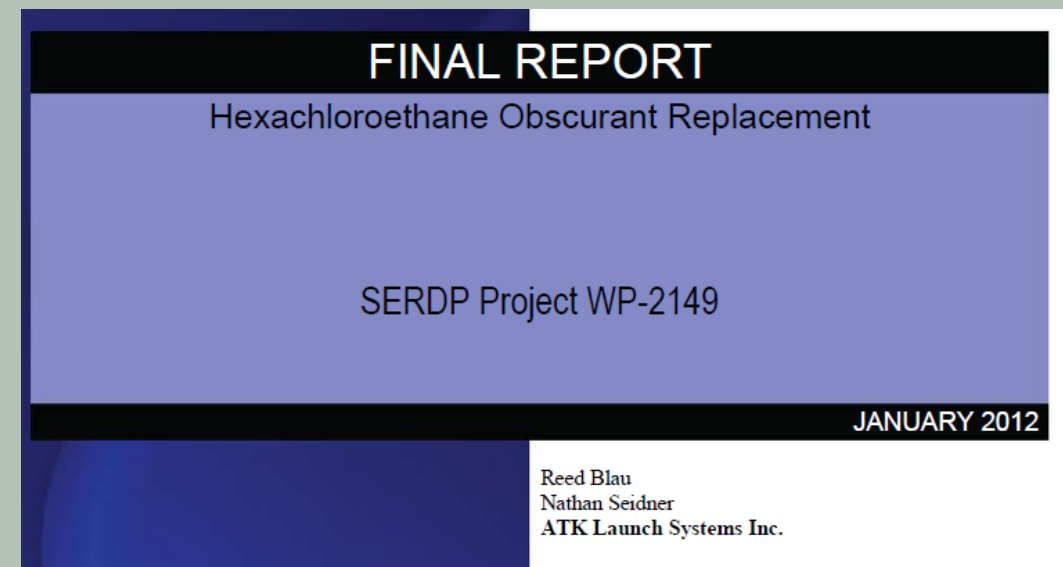 FINAL REPORT
Hexachloroethane Obscurant Replacement
SERDP Project WP-2149
JANUARY 2012
Reed Blau
Nathan Seidner
ATK Launch Systems Inc.